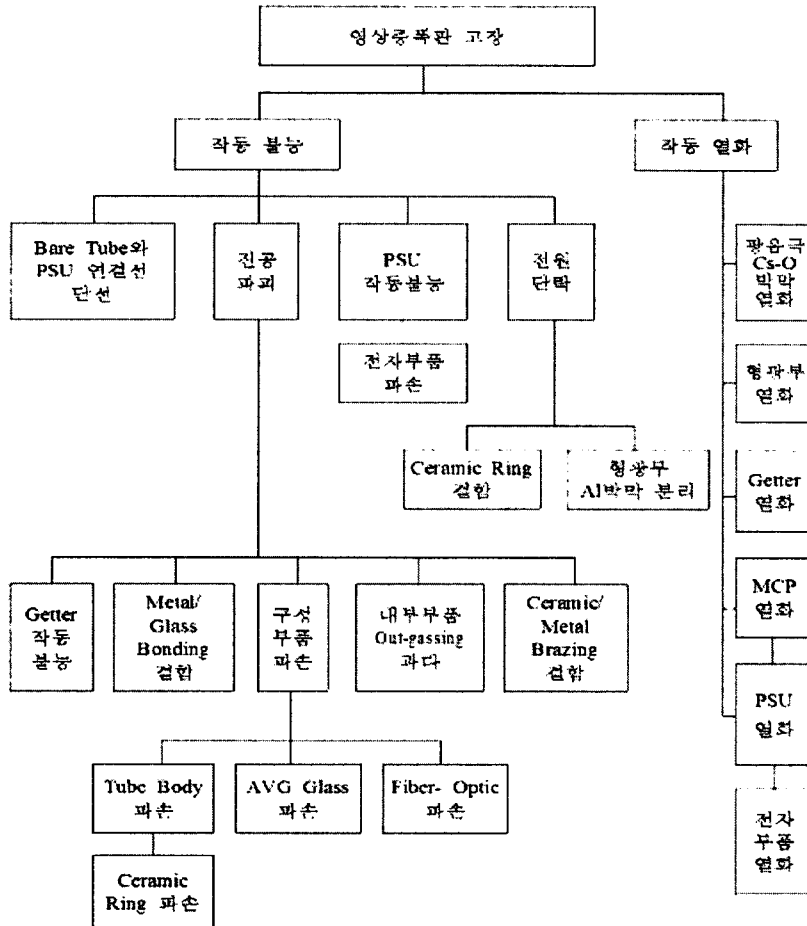 영상증폭관 고장
작동 불능
작동 열화
Bare Tube와
PSU 연결선
단선
진공
파괴
PSU
작동불능
전원
단락
광음극
Cs-O
박막
열화
전자부품
파손
형광부
열화
Ceramic Ring
결함
형광부
Al박막 분리
Getter
열화
Getter
작동
불능
Metal/
Glass
Bonding
결함
구성
부품
파손
내부부품
Out-gassing
과다
Ceramic/
Metal
Brazing
결함
MCP
열화
PSU
열화
Tube Body
파손
AVG Glass
파손
Fiber- Optic
파손
전자
부품
열화
Ceramic
Ring 파손